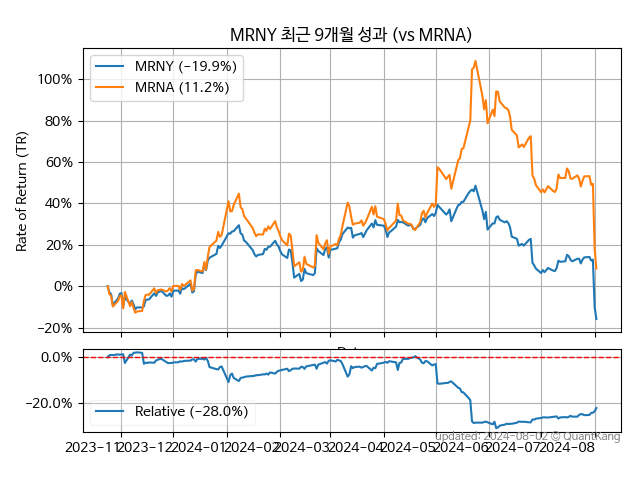 MRNY 최근 9개월 성과 (vs MRNA)
Rate of Return (TR)
100%
80%
60%
40%
20%
0%
−20%
MRNY (−19.9%)
MRNA (11.2%)
0.0%
−20.0%
Relative (−28.0%)
updated: 2024-08-02 © QuantKang
2023−11 2023−12 2024−01 2024−02 2024−03 2024−04 2024−05 2024−06 2024−07 2024−08